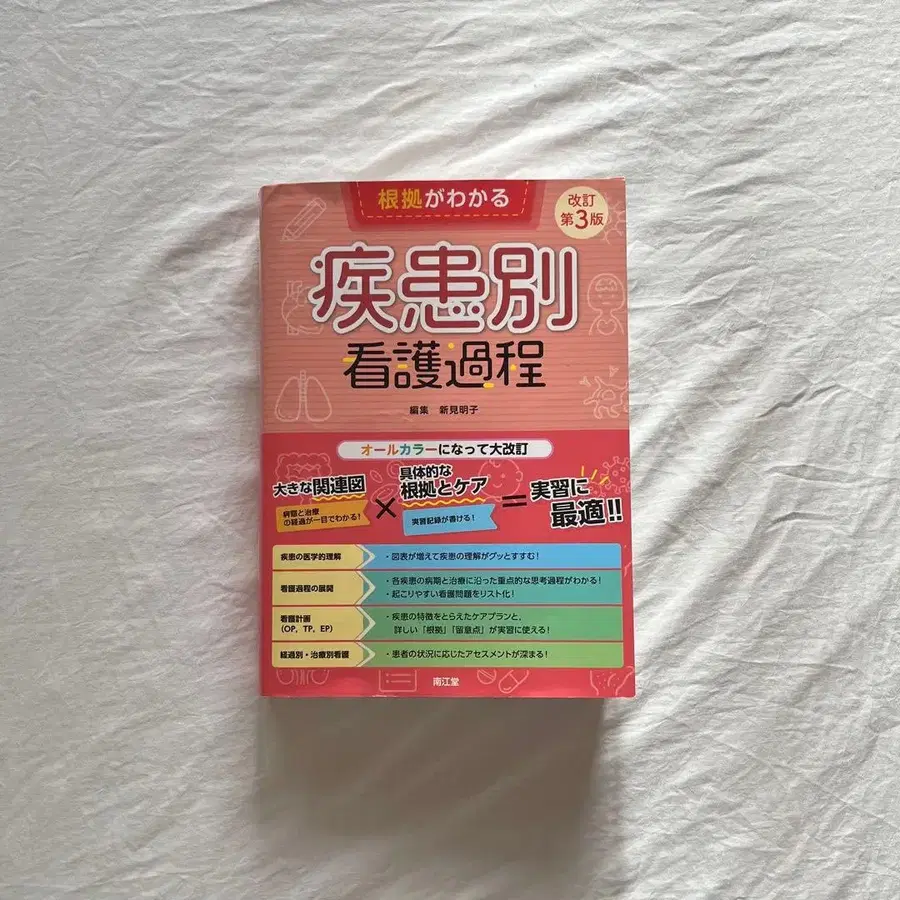 根拠がわかる
改訂
第3版
疾患別
看護過程
編集 新見明子
オールカラーになって大改訂
大きな関連図
病態と治療
の経過が一目でわかる!
×
具体的な
根拠とケア
実習記録が書ける!
=
実習に
最適!!
疾患の医学的理解
・図表が増えて疾患の理解がグッとすすむ!
看護過程の展開
・各疾患の病期と治療に沿った重点的な思考過程がわかる!
・起こりやすい看護問題をリスト化!
看護計画
(OP, TP, EP)
・疾患の特徴をとらえたケアプランと,
詳しい「根拠」「留意点」が実習に使える!
経過別・治療別看護
・患者の状況に応じたアセスメントが深まる!
南江堂